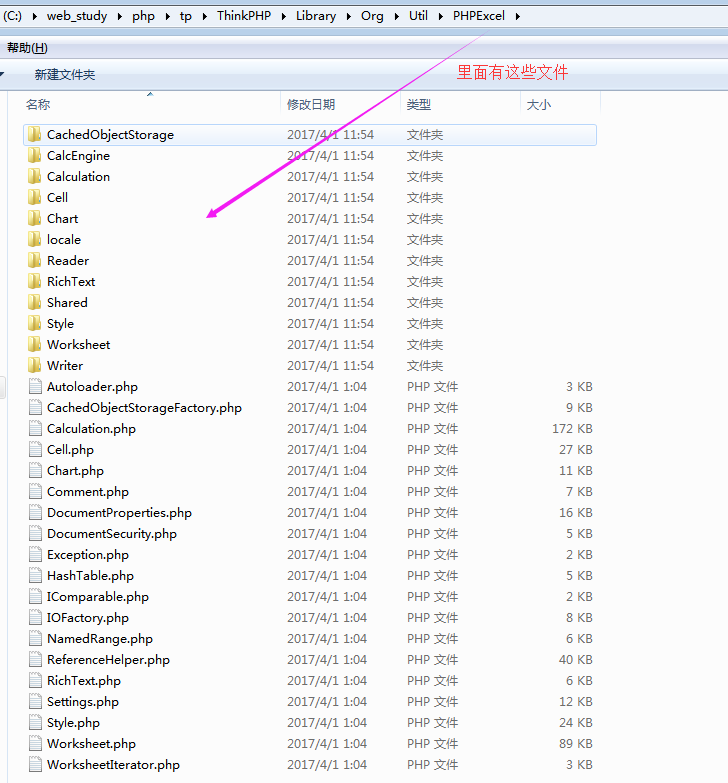 (C:) web_study php tp ThinkPHP Library Org Util PHPExcel
帮助(H)
新建文件夹 里面有这些文件
名称 修改日期 类型 大小
CachedObjectStorage 2017/4/1 11:54 文件夹
CalcEngine 2017/4/1 11:54 文件夹
Calculation 2017/4/1 11:54 文件夹
Cell 2017/4/1 11:54 文件夹
Chart 2017/4/1 11:54 文件夹
locale 2017/4/1 11:54 文件夹
Reader 2017/4/1 11:54 文件夹
RichText 2017/4/1 11:54 文件夹
Shared 2017/4/1 11:54 文件夹
Style 2017/4/1 11:54 文件夹
Worksheet 2017/4/1 11:54 文件夹
Writer 2017/4/1 11:54 文件夹
Autoloader.php 2017/4/1 1:04 PHP 文件 3 KB
CachedObjectStorageFactory.php 2017/4/1 1:04 PHP 文件 9 KB
Calculation.php 2017/4/1 1:04 PHP 文件 172 KB
Cell.php 2017/4/1 1:04 PHP 文件 27 KB
Chart.php 2017/4/1 1:04 PHP 文件 11 KB
Comment.php 2017/4/1 1:04 PHP 文件 7 KB
DocumentProperties.php 2017/4/1 1:04 PHP 文件 16 KB
DocumentSecurity.php 2017/4/1 1:04 PHP 文件 5 KB
Exception.php 2017/4/1 1:04 PHP 文件 2 KB
HashTable.php 2017/4/1 1:04 PHP 文件 5 KB
IComparable.php 2017/4/1 1:04 PHP 文件 2 KB
IOFactory.php 2017/4/1 1:04 PHP 文件 8 KB
NamedRange.php 2017/4/1 1:04 PHP 文件 6 KB
ReferenceHelper.php 2017/4/1 1:04 PHP 文件 40 KB
RichText.php 2017/4/1 1:04 PHP 文件 6 KB
Settings.php 2017/4/1 1:04 PHP 文件 12 KB
Style.php 2017/4/1 1:04 PHP 文件 24 KB
Worksheet.php 2017/4/1 1:04 PHP 文件 89 KB
WorksheetIterator.php 2017/4/1 1:04 PHP 文件 3 KB